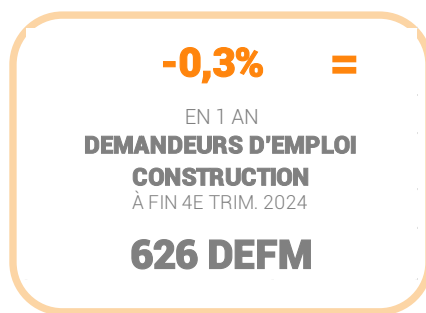 -0,3% =
EN 1 AN
DEMANDEURS D'EMPLOI
CONSTRUCTION
À FIN 4E TRIM. 2024
626 DEFM